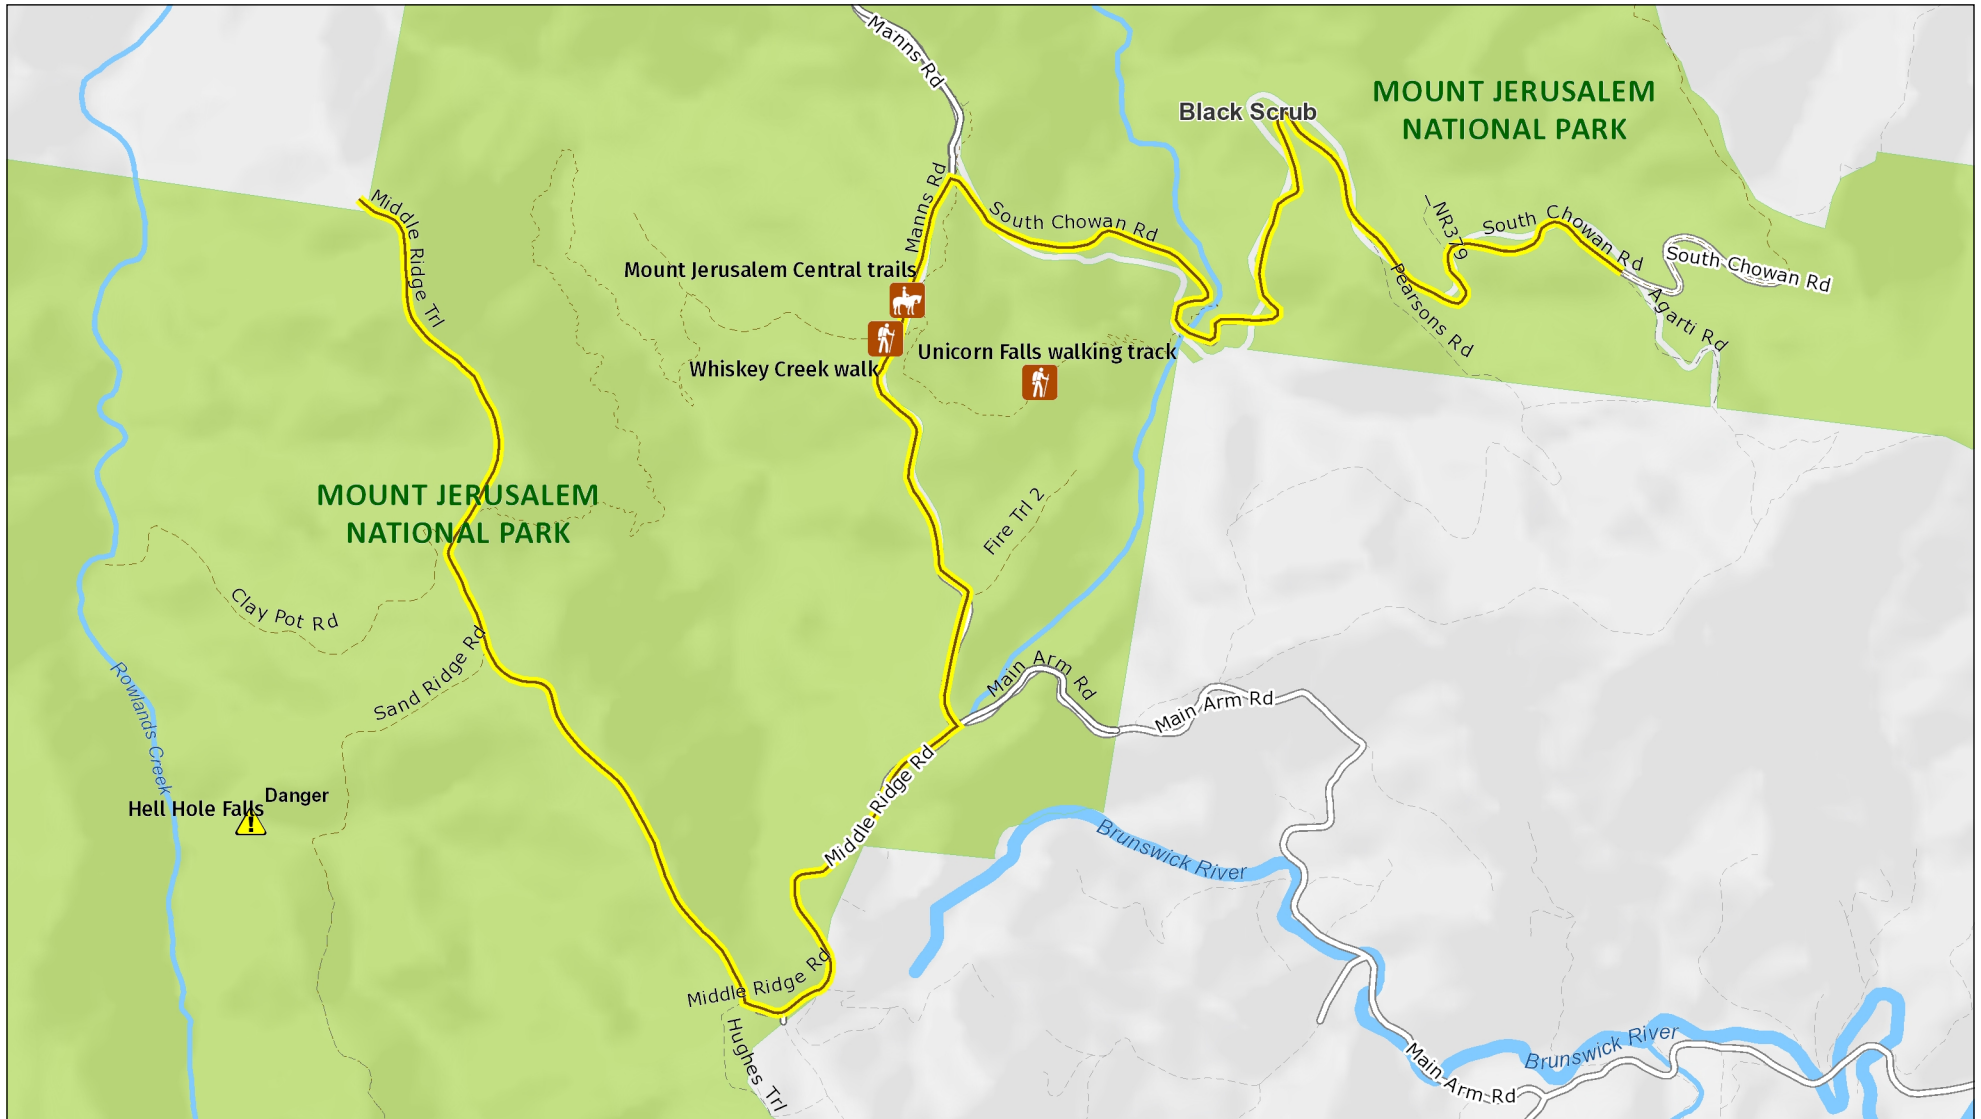 Manns Rd
MOUNT JERUSALEM
NATIONAL PARK
Black Scrub
Middle Ridge Trl
Manns Rd
South Chowan Rd
NR379
South Chowan Rd
South Chowan Rd
Mount Jerusalem Central trails
Pearsons Rd
Agarti Rd
Whiskey Creek walk
Unicorn Falls walking track
MOUNT JERUSALEM
NATIONAL PARK
Fire Trl 2
Clay Pot Rd
Sand Ridge Rd
Main Arm Rd
Main Arm Rd
Rowlands Creek
Middle Ridge Rd
Danger
Hell Hole Falls
!
Brunswick River
Middle Ridge Rd
Hughes Trl
Brunswick River
Main Arm Rd